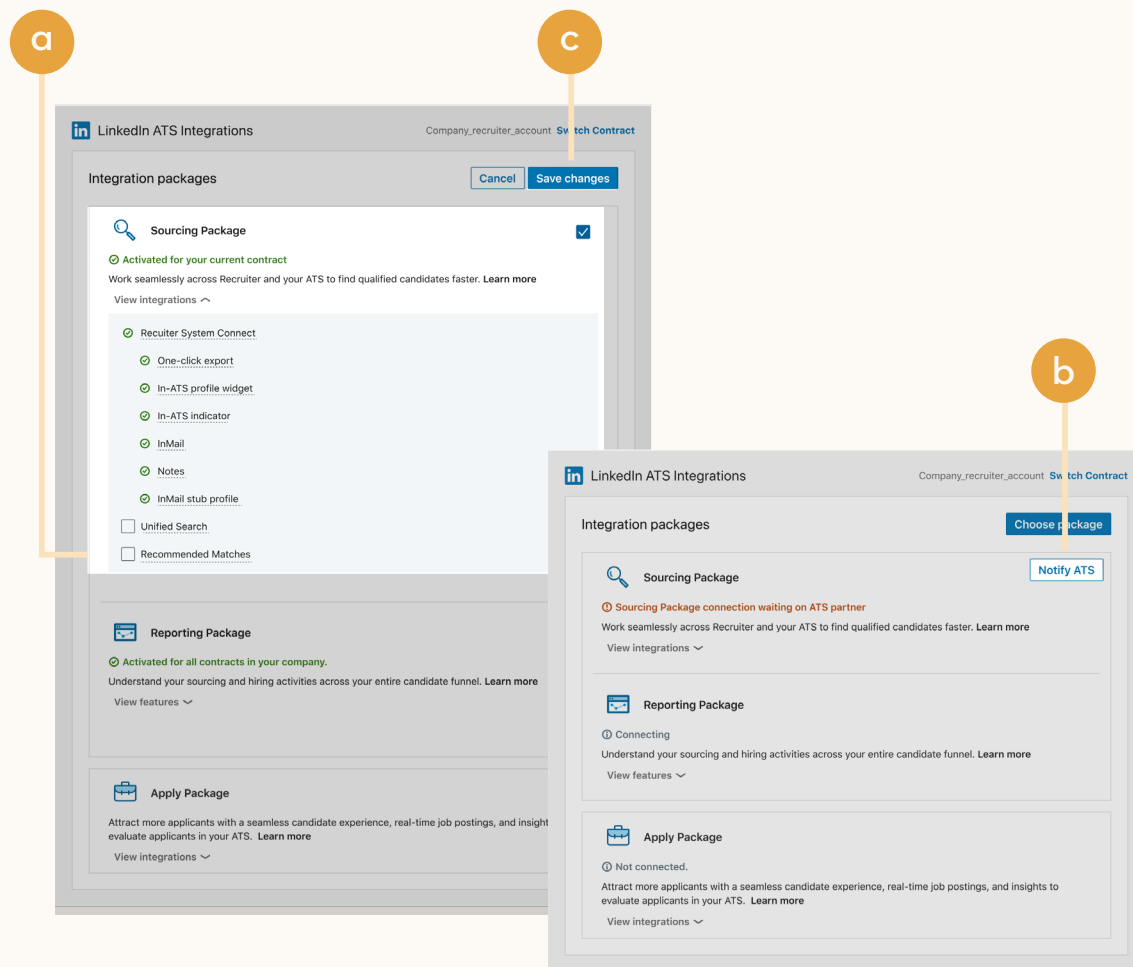 a
c
in LinkedIn ATS Integrations
Company_recruiter_account Switch Contract
Integration packages
Cancel
Save changes
Sourcing Package
Activated for your current contract
Work seamlessly across Recruiter and your ATS to find qualified candidates faster. Learn more
View integrations
Recuiter System Connect
One-click export
In-ATS profile widget
In-ATS indicator
InMail
Notes
InMail stub profile
Unified Search
Recommended Matches
Reporting Package
Activated for all contracts in your company.
Understand your sourcing and hiring activities across your entire candidate funnel. Learn more
View features
Apply Package
Attract more applicants with a seamless candidate experience, real-time job postings, and insight
evaluate applicants in your ATS. Learn more
View integrations
b
in LinkedIn ATS Integrations
Company_recruiter_account Switch Contract
Integration packages
Choose package
Sourcing Package
Notify ATS
Sourcing Package connection waiting on ATS partner
Work seamlessly across Recruiter and your ATS to find qualified candidates faster. Learn more
View integrations
Reporting Package
Connecting
Understand your sourcing and hiring activities across your entire candidate funnel. Learn more
View features
Apply Package
Not connected.
Attract more applicants with a seamless candidate experience, real-time job postings, and insights to
evaluate applicants in your ATS. Learn more
View integrations